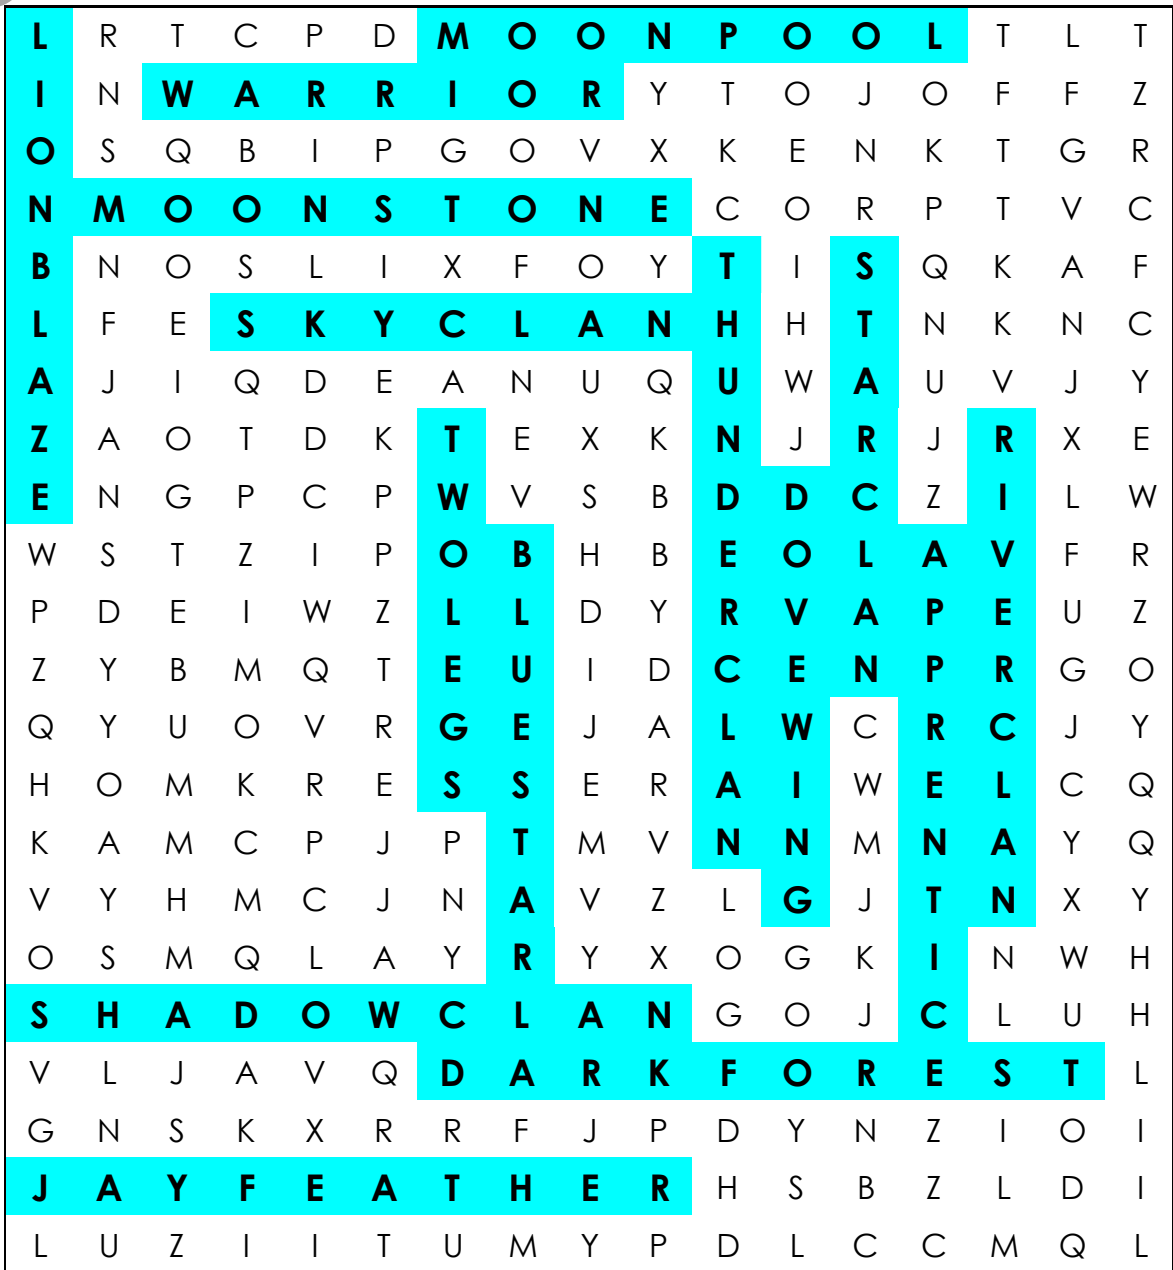 L R T C P D M O O N P O O L T L T
I N W A R R I O R Y T O J O F F Z
O S Q B I P G O V X K E N K T G R
N M O O N S T O N E C O R P T V C
B N O S L I X F O Y T I S Q K A F
L F E S K Y C L A N H H T N K N C
A J I Q D E A N U Q U W A U V J Y
Z A O T D K T E X K N J R J R X E
E N G P C P W V S B D D C Z I L W
W S T Z I P O B H B E O L A V F R
P D E I W Z L L D Y R V A P E U Z
Z Y B M Q T E U I D C E N P R G O
Q Y U O V R G E J A L W C R C J Y
H O M K R E S S E R A I W E L C Q
K A M C P J P T M V N N M N A Y Q
V Y H M C J N A V Z L G J T N X Y
O S M Q L A Y R Y X O G K I N W H
S H A D O W C L A N G O J C L U H
V L J A V Q D A R K F O R E S T L
G N S K X R R F J P D Y N Z I O I
J A Y F E A T H E R H S B Z L D I
L U Z I I T U M Y P D L C C M Q L